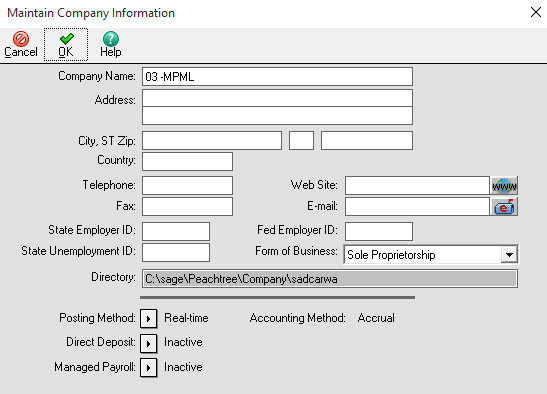 Maintain Company Information
Cancel OK Help
Company Name: 03 -MPML
Address:
City, ST Zip:
Country:
Telephone: Web Site: WWW
Fax: E-mail:
State Employer ID: Fed Employer ID:
State Unemployment ID: Form of Business: Sole Proprietorship
Directory: C:\sage\Peachtree\Company\sadcarwa
Posting Method: Real-time Accounting Method: Accrual
Direct Deposit: Inactive
Managed Payroll: Inactive